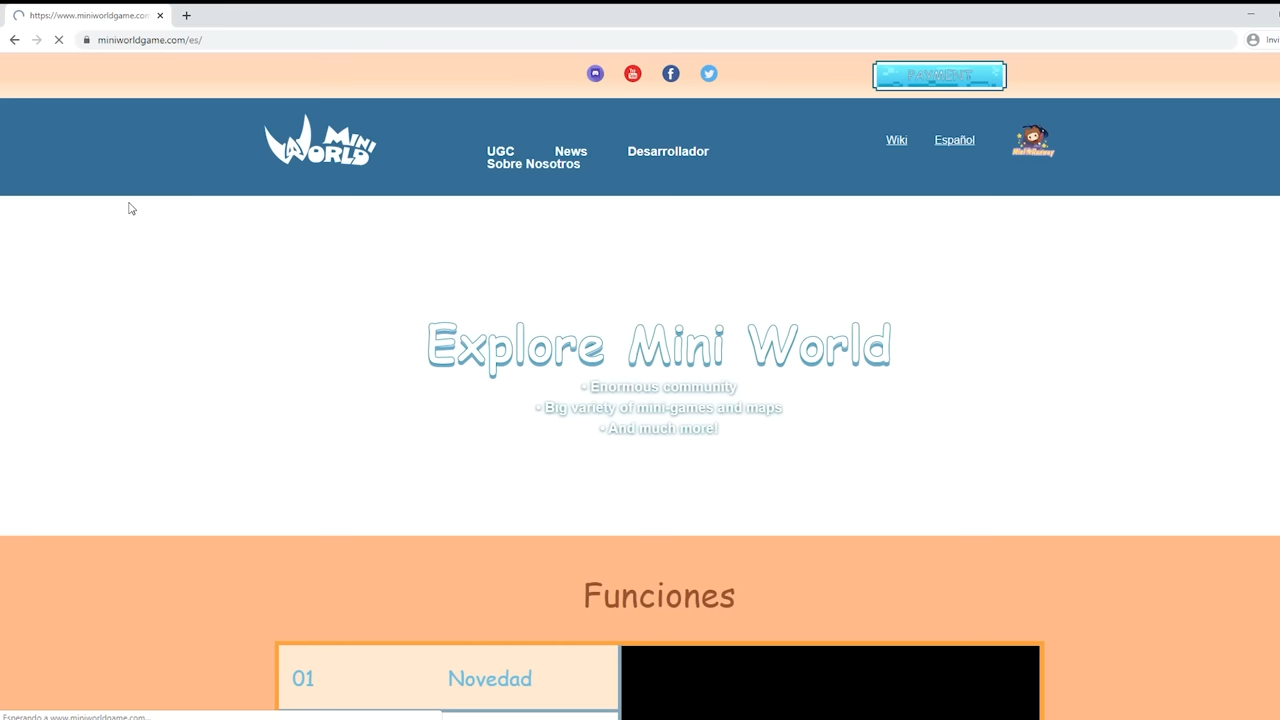 https://www.miniworldgame.com
miniworldgame.com/es/
Invi
PAYMENT
MINI WORLD
UGC News Desarrollador
Sobre Nosotros
Wiki Español
Explore Mini World
• Enormous community
• Big variety of mini-games and maps
• And much more!
Funciones
01 Novedad
Esperando a www.miniworldgame.com...